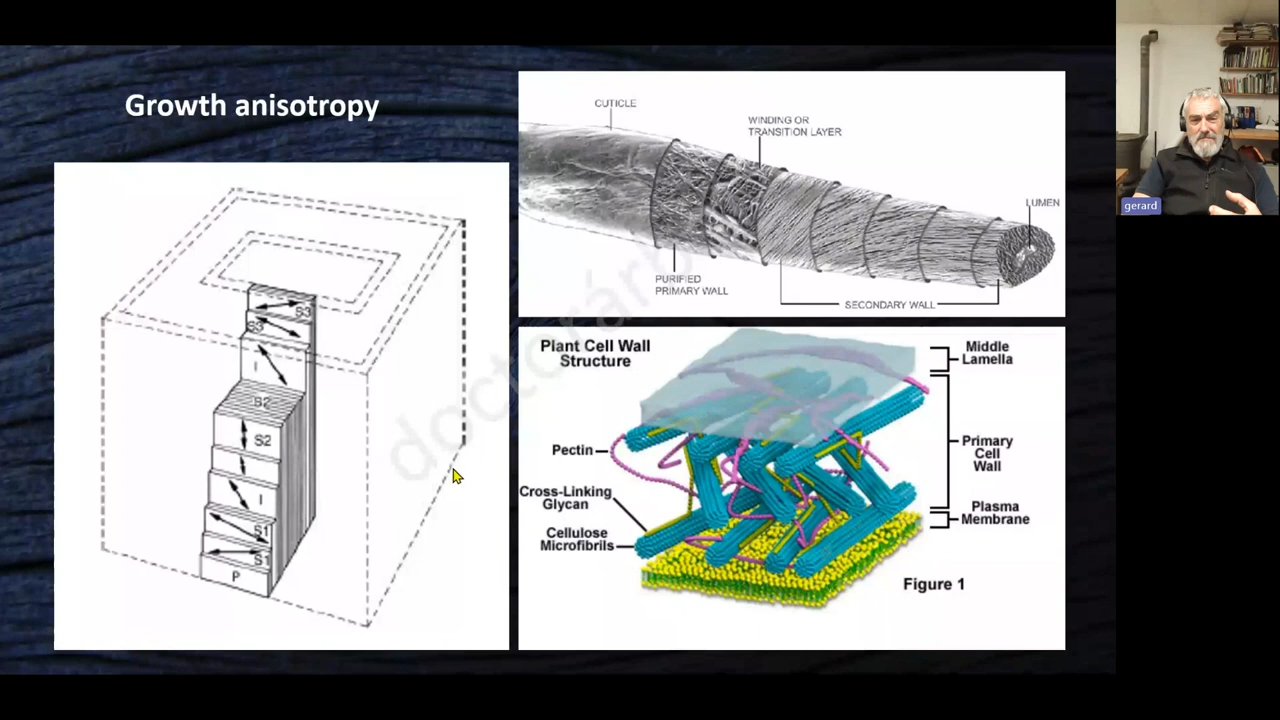 Growth anisotropy
S3
S3
I
S2
S2
I
S1
S1
P
CUTICLE
WINDING OR
TRANSITION LAYER
LUMEN
PURIFIED
PRIMARY WALL
SECONDARY WALL
Plant Cell Wall
Structure
Middle
Lamella
Pectin
Primary
Cell
Wall
Cross-Linking
Glycan
Plasma
Membrane
Cellulose
Microfibrils
Figure 1
gerard